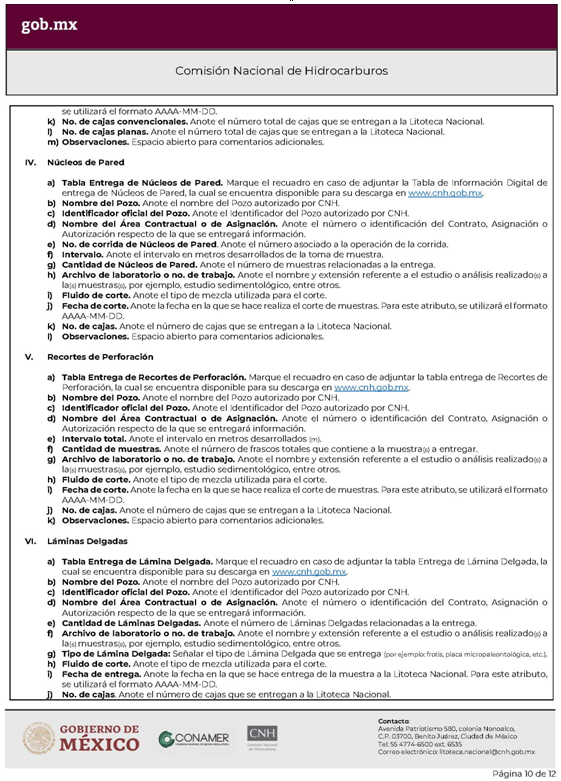 gob.mx
Comisión Nacional de Hidrocarburos
se utilizará el formato AAAA-MM-DD.
k) No. de cajas convencionales. Anote el número total de cajas que se entregan a la Litoteca Nacional.
l) No. de cajas planas. Anote el número total de cajas que se entregan a la Litoteca Nacional.
m) Observaciones. Espacio abierto para comentarios adicionales.
IV. Núcleos de Pared
a) Tabla Entrega de Núcleos de Pared. Marque el recuadro en caso de adjuntar la Tabla de Información Digital de
entrega de Núcleos de Pared, la cual se encuentra disponible para su descarga en www.cnh.gob.mx.
b) Nombre del Pozo. Anote el nombre del Pozo autorizado por CNH.
c) Identificador oficial del Pozo. Anote el Identificador del Pozo autorizado por CNH.
d) Nombre del Área Contractual o de Asignación. Anote el número o identificación del Contrato, Asignación o
Autorización respecto de la que se entregará información.
e) No. de corrida de Núcleos de Pared. Anote el número asociado a la operación de la corrida.
f) Intervalo. Anote el intervalo en metros desarrollados de la toma de muestra.
g) Cantidad de Núcleos de Pared. Anote el número de muestras relacionadas a la entrega.
h) Archivo de laboratorio o no. de trabajo. Anote el nombre y extensión referente a el estudio o análisis realizado(s) a
la(s) muestras(s), por ejemplo, estudio sedimentológico, entre otros.
i) Fluido de corte. Anote el tipo de mezcla utilizada para el corte.
j) Fecha de corte. Anote la fecha en la que se hace realiza el corte de muestras. Para este atributo, se utilizará el formato
AAAA-MM-DD.
k) No. de cajas. Anote el número de cajas que se entregan a la Litoteca Nacional.
l) Observaciones. Espacio abierto para comentarios adicionales.
V. Recortes de Perforación
a) Tabla Entrega de Recortes de Perforación. Marque el recuadro en caso de adjuntar la tabla entrega de Recortes de
Perforación, la cual se encuentra disponible para su descarga en www.cnh.gob.mx.
b) Nombre del Pozo. Anote el nombre del Pozo autorizado por CNH.
c) Identificador oficial del Pozo. Anote el Identificador del Pozo autorizado por CNH.
d) Nombre del Área Contractual o de Asignación. Anote el número o identificación del Contrato, Asignación o
Autorización respecto de la que se entregará información.
e) Intervalo total. Anote el intervalo en metros desarrollados (m).
f) Cantidad de muestras. Anote el número de frascos totales que contiene a la muestra(s) a entregar.
g) Archivo de laboratorio o no. de trabajo. Anote el nombre y extensión referente a el estudio o análisis realizado(s) a
la(s) muestras(s), por ejemplo, estudio sedimentológico, entre otros.
h) Fluido de corte. Anote el tipo de mezcla utilizada para el corte.
i) Fecha de corte. Anote la fecha en la que se hace realiza el corte de muestras. Para este atributo, se utilizará el formato
AAAA-MM-DD.
j) No. de cajas. Anote el número de cajas que se entregan a la Litoteca Nacional.
k) Observaciones. Espacio abierto para comentarios adicionales.
VI. Láminas Delgadas
a) Tabla Entrega de Lámina Delgada. Marque el recuadro en caso de adjuntar la tabla Entrega de Lámina Delgada, la
cual se encuentra disponible para su descarga en www.cnh.gob.mx.
b) Nombre del Pozo. Anote el nombre del Pozo autorizado por CNH.
c) Identificador oficial del Pozo. Anote el Identificador del Pozo autorizado por CNH.
d) Nombre del Área Contractual o de Asignación. Anote el número o identificación del Contrato, Asignación o
Autorización respecto de la que se entregará información.
e) Cantidad de Láminas Delgadas. Anote el número de Láminas Delgadas relacionadas a la entrega.
f) Archivo de laboratorio o no. de trabajo. Anote el nombre y extensión referente a el estudio o análisis realizado(s) a
la(s) muestras(s), por ejemplo, estudio sedimentológico, entre otros.
g) Tipo de Lámina Delgada: Señalar el tipo de Lámina Delgada que se entrega (por ejemplo: frotis, placa micropaleontológica, etc.).
h) Fluido de corte. Anote el tipo de mezcla utilizada para el corte.
i) Fecha de entrega. Anote la fecha en la que se hace entrega de la muestra a la Litoteca Nacional. Para este atributo,
se utilizará el formato AAAA-MM-DD.
j) No. de cajas. Anote el número de cajas que se entregan a la Litoteca Nacional.
GOBIERNO DE
MÉXICO
CONAMER
CNH
Comisión Nacional
de Hidrocarburos
Contacto:
Avenida Patriotismo 580, colonia Nonoalco,
C.P. 03700, Benito Juárez, Ciudad de México
Tel: 55 4774-6500 ext. 6535
Correo electrónico: litoteca.nacional@cnh.gob.mx
Página 10 de 12